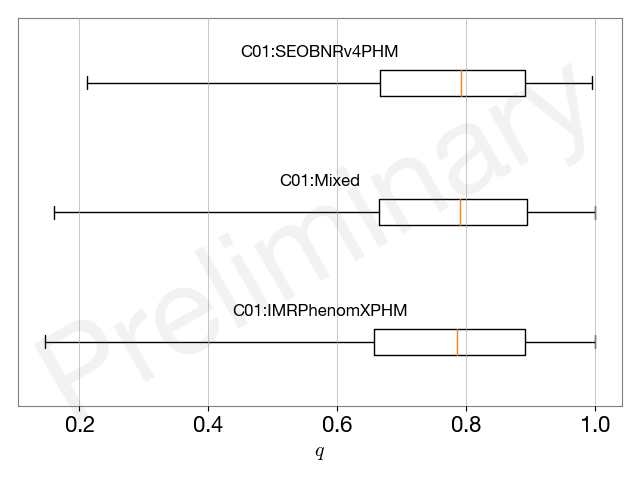 C01:SEOBNRv4PHM
C01:Mixed
C01:IMRPhenomXPHM
Preliminary
0.2 0.4 0.6 0.8 1.0
q